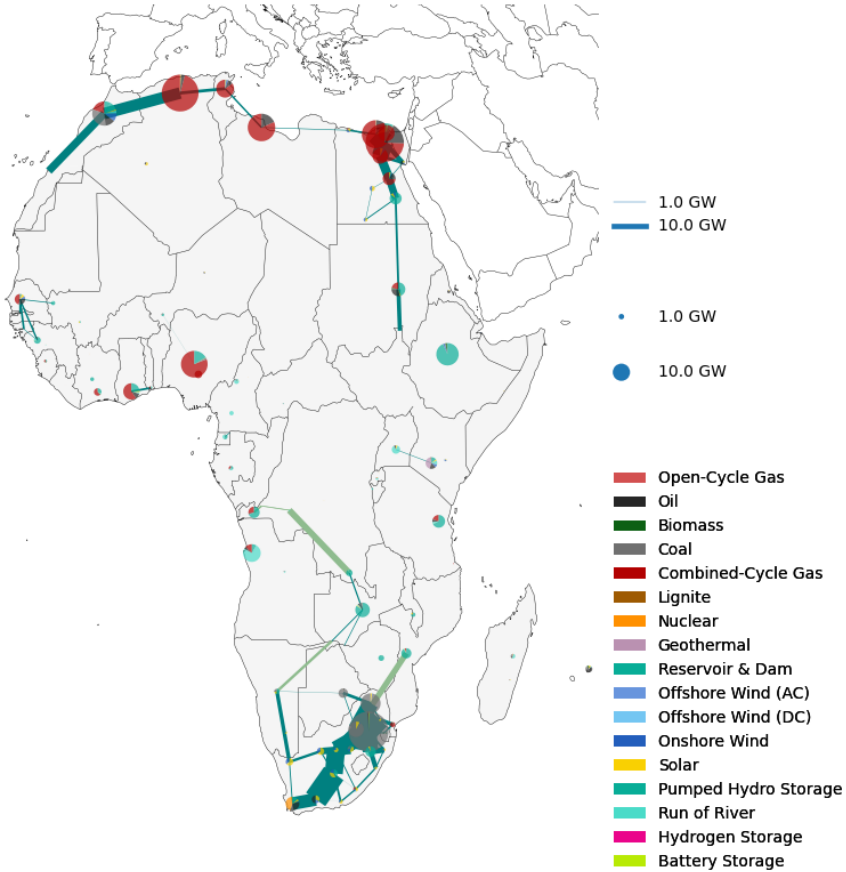 1.0 GW
10.0 GW
1.0 GW
10.0 GW
Open-Cycle Gas
Oil
Biomass
Coal
Combined-Cycle Gas
Lignite
Nuclear
Geothermal
Reservoir & Dam
Offshore Wind (AC)
Offshore Wind (DC)
Onshore Wind
Solar
Pumped Hydro Storage
Run of River
Hydrogen Storage
Battery Storage